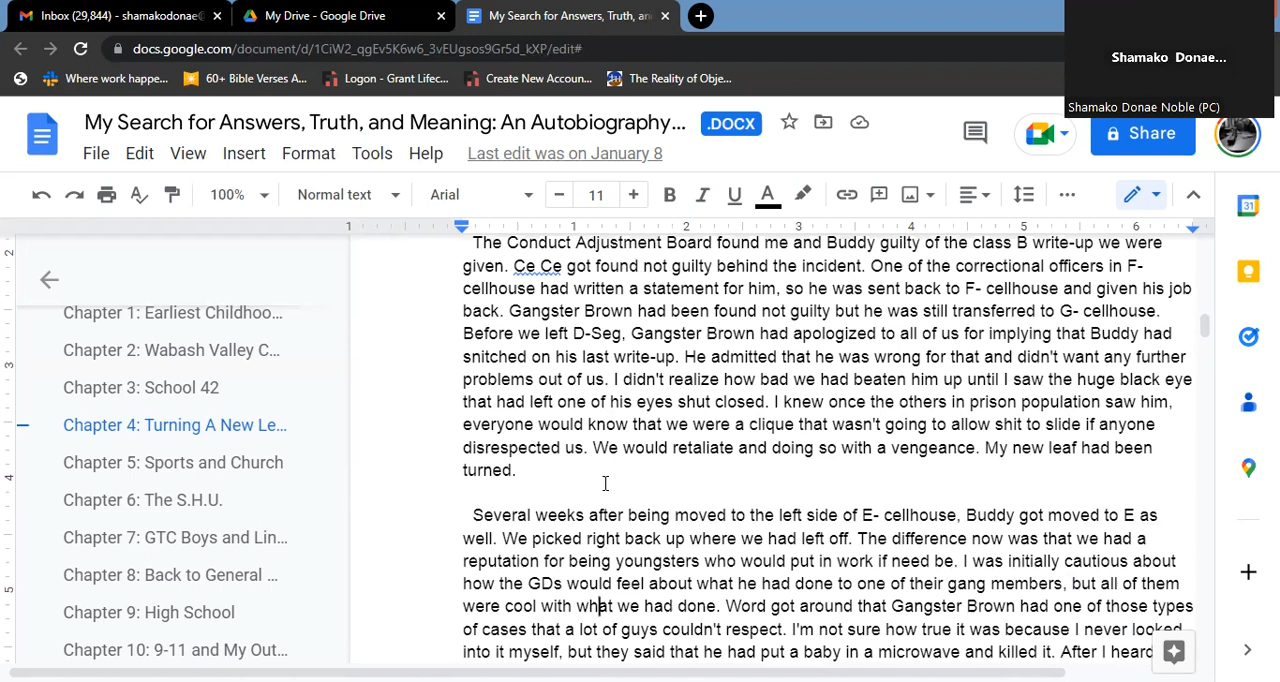 Inbox (29,844) - shamakodonae@
My Drive - Google Drive
My Search for Answers, Truth, an
docs.google.com/document/d/1CiW2_qgEv5K6w6_3vEUgsos9Gr5d_kXP/edit#
Where work happe...
60+ Bible Verses A...
Logon - Grant Lifec...
Create New Accoun...
The Reality of Obje...
Shamako Donae...
Shamako Donae Noble (PC)
My Search for Answers, Truth, and Meaning: An Autobiography...
.DOCX
File Edit View Insert Format Tools Help Last edit was on January 8
Share
100% Normal text Arial 11 B I U A
1 1 2 3 4 5 6
2
3
4
5
31
Chapter 1: Earliest Childhoo...
Chapter 2: Wabash Valley C...
Chapter 3: School 42
Chapter 4: Turning A New Le...
Chapter 5: Sports and Church
Chapter 6: The S.H.U.
Chapter 7: GTC Boys and Lin...
Chapter 8: Back to General ...
Chapter 9: High School
Chapter 10: 9-11 and My Out...
The Conduct Adjustment Board found me and Buddy guilty of the class B write-up we were
given. Ce Ce got found not guilty behind the incident. One of the correctional officers in F-
cellhouse had written a statement for him, so he was sent back to F- cellhouse and given his job
back. Gangster Brown had been found not guilty but he was still transferred to G- cellhouse.
Before we left D-Seg, Gangster Brown had apologized to all of us for implying that Buddy had
snitched on his last write-up. He admitted that he was wrong for that and didn't want any further
problems out of us. I didn't realize how bad we had beaten him up until I saw the huge black eye
that had left one of his eyes shut closed. I knew once the others in prison population saw him,
everyone would know that we were a clique that wasn't going to allow shit to slide if anyone
disrespected us. We would retaliate and doing so with a vengeance. My new leaf had been
turned.
Several weeks after being moved to the left side of E- cellhouse, Buddy got moved to E as
well. We picked right back up where we had left off. The difference now was that we had a
reputation for being youngsters who would put in work if need be. I was initially cautious about
how the GDs would feel about what he had done to one of their gang members, but all of them
were cool with what we had done. Word got around that Gangster Brown had one of those types
of cases that a lot of guys couldn't respect. I'm not sure how true it was because I never looked
into it myself, but they said that he had put a baby in a microwave and killed it. After I heard